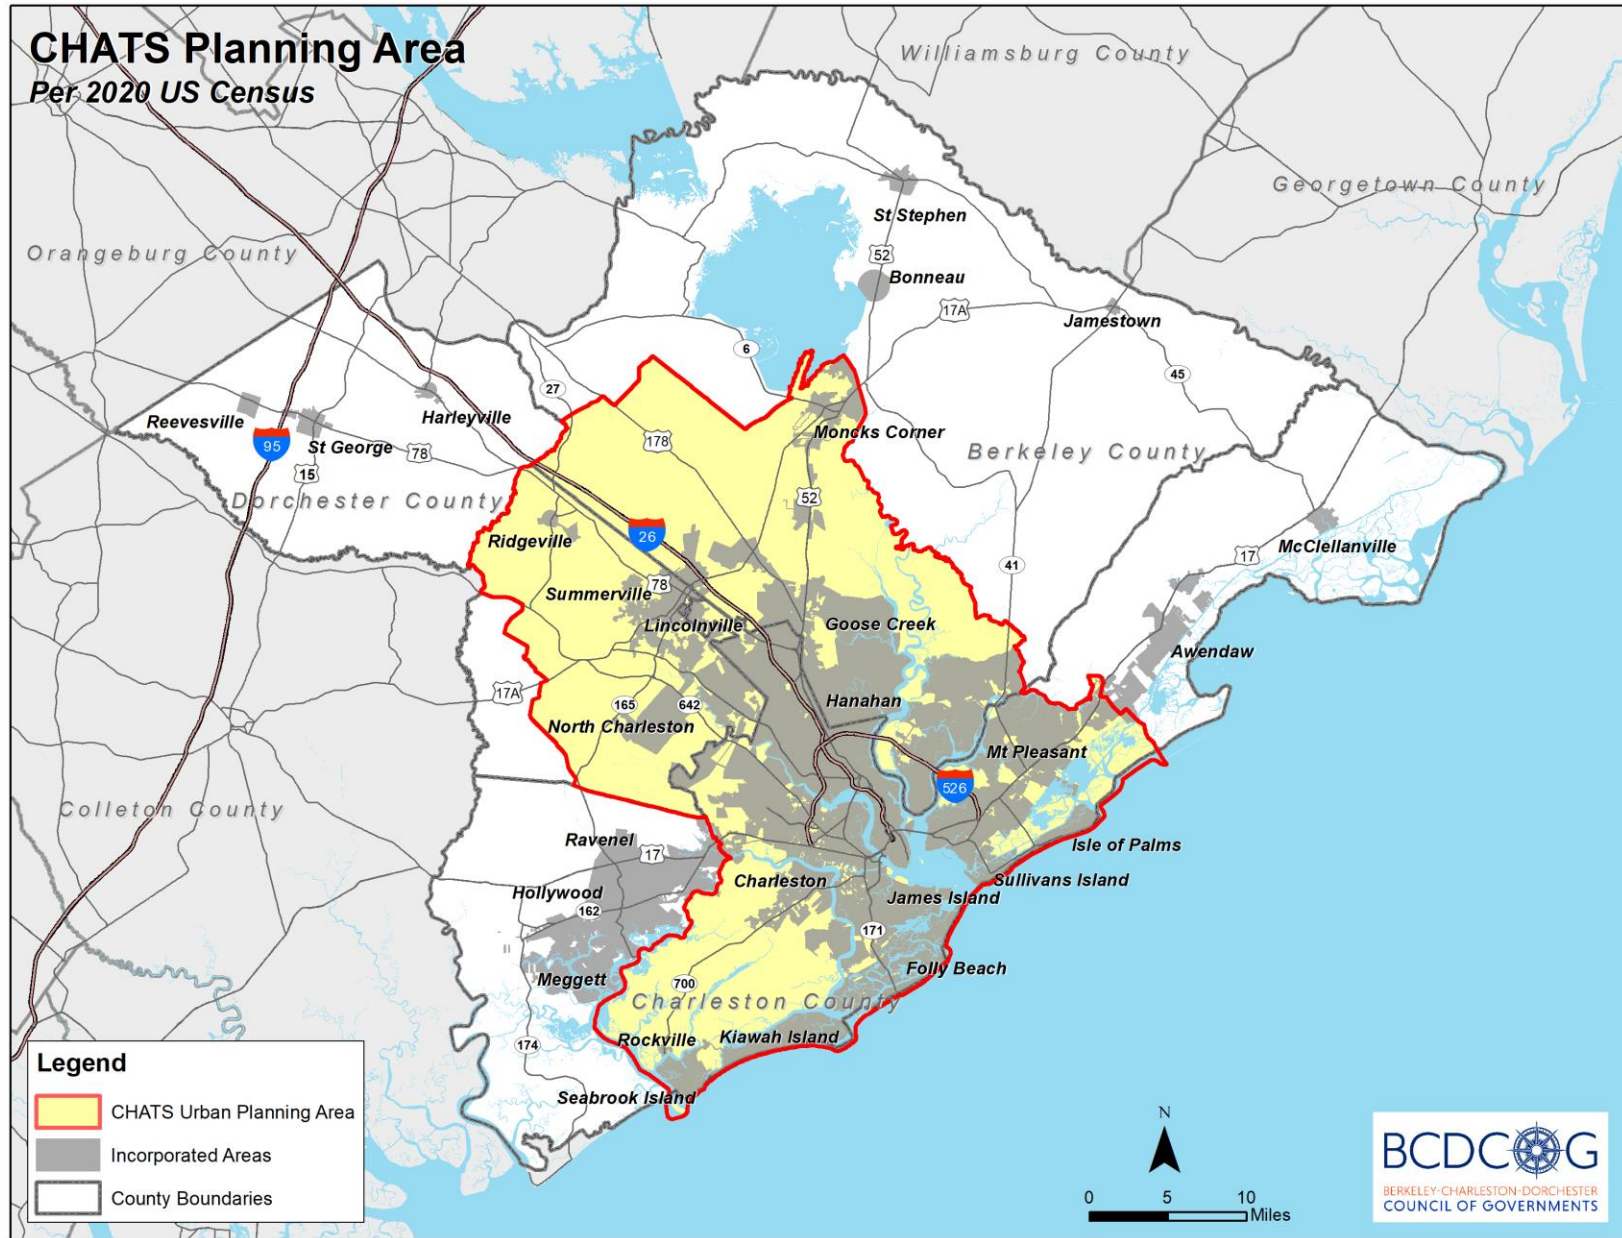 CHATS Planning Area
Per 2020 US Census
Williamsburg County
Georgetown County
St Stephen
Orangeburg County
52
Bonneau
17A
Jamestown
6
45
27
Reevesville
Harleyville
St George
95
78
15
178
Moncks Corner
Berkeley County
Dorchester County
52
Ridgeville
26
McClellanville
17
41
Summerville
78
Lincolnville
Goose Creek
Awendaw
17A
165
642
Hanahan
North Charleston
Mt Pleasant
526
Colleton County
Ravenel
17
Isle of Palms
Charleston
Sullivans Island
Hollywood
James Island
162
171
Meggett
Folly Beach
700
Charleston County
Rockville
Kiawah Island
174
Seabrook Island
Legend
CHATS Urban Planning Area
Incorporated Areas
County Boundaries
N
0 5 10
Miles
BCDCOG
BERKELEY-CHARLESTON-DORCHESTER
COUNCIL OF GOVERNMENTS